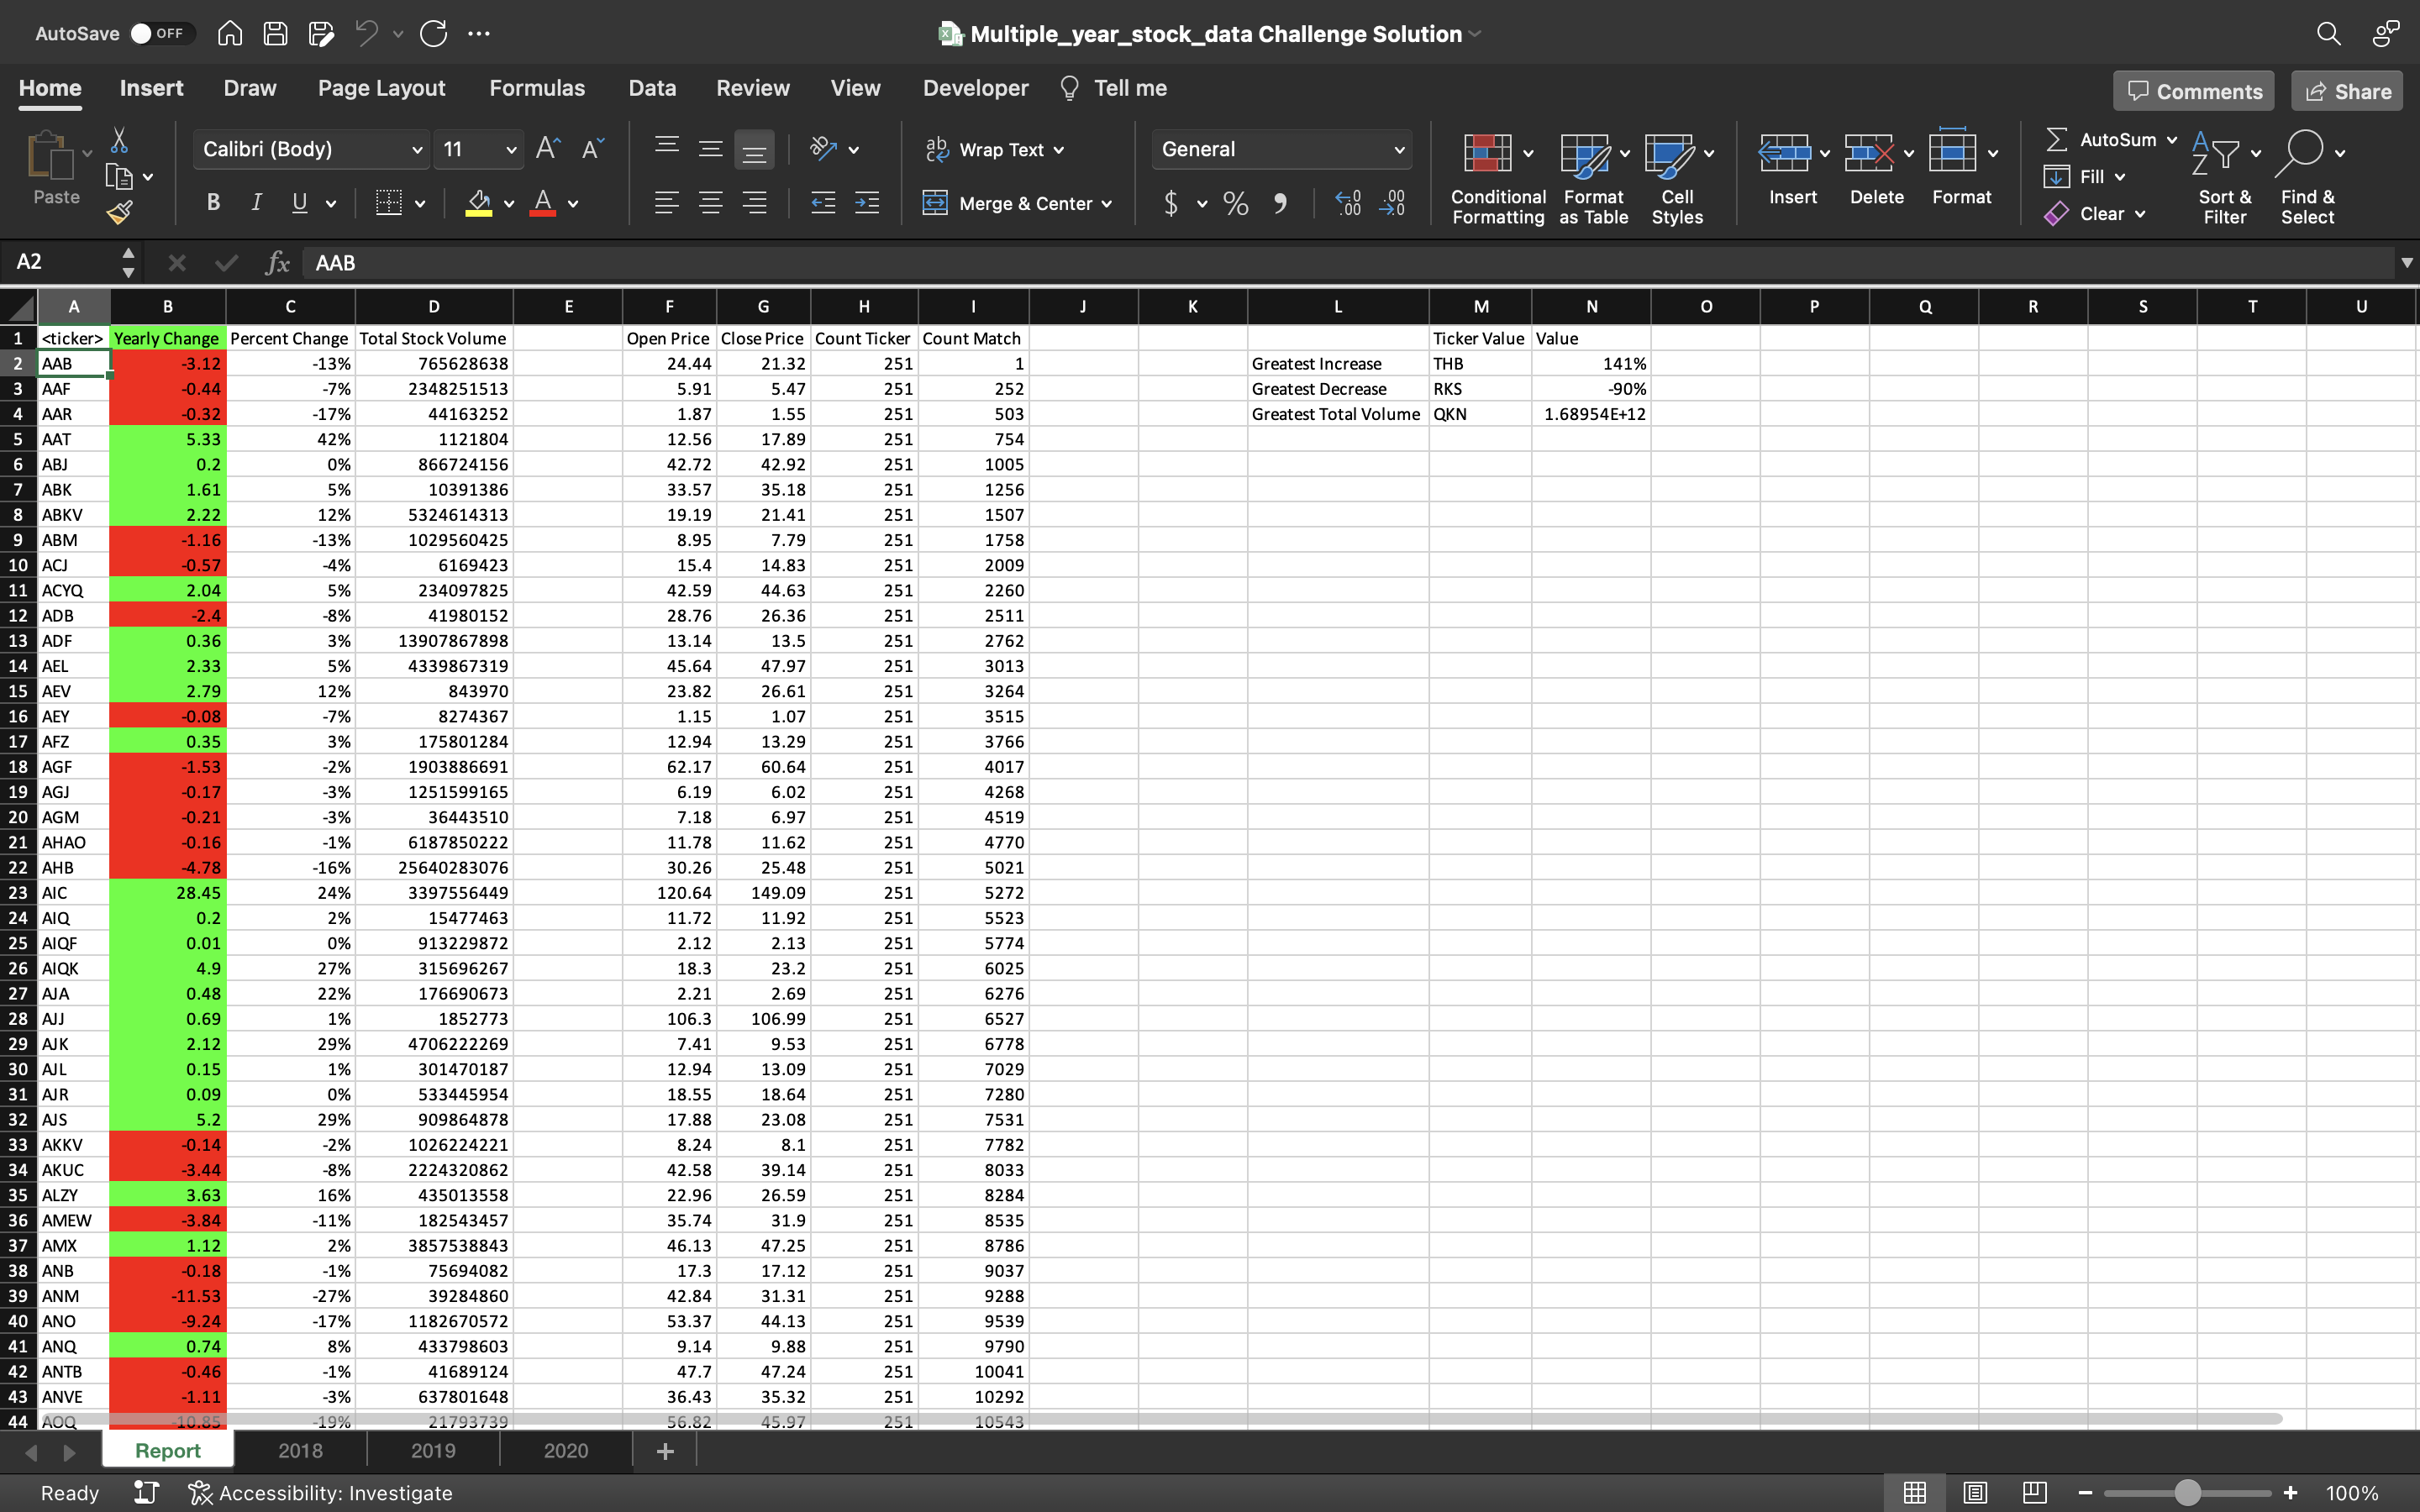 AutoSave OFF Multiple_year_stock_data Challenge Solution
Home Insert Draw Page Layout Formulas Data Review View Developer Tell me Comments Share
Paste Calibri (Body) 11 A A Wrap Text General Conditional Formatting Format as Table Cell Styles Insert Delete Format AutoSum Fill Clear Sort & Filter Find & Select
B I U A Merge & Center $ % 9
A2 fx AAB
A B C D E F G H I J K L M N O P Q R S T U
1 <ticker> Yearly Change Percent Change Total Stock Volume Open Price Close Price Count Ticker Count Match Ticker Value Value
2 AAB -3.12 -13% 765628638 24.44 21.32 251 1 Greatest Increase THB 141%
3 AAF -0.44 -7% 2348251513 5.91 5.47 251 252 Greatest Decrease RKS -90%
4 AAR -0.32 -17% 44163252 1.87 1.55 251 503 Greatest Total Volume QKN 1.68954E+12
5 AAT 5.33 42% 1121804 12.56 17.89 251 754
6 ABJ 0.2 0% 866724156 42.72 42.92 251 1005
7 ABK 1.61 5% 10391386 33.57 35.18 251 1256
8 ABKV 2.22 12% 5324614313 19.19 21.41 251 1507
9 ABM -1.16 -13% 1029560425 8.95 7.79 251 1758
10 ACJ -0.57 -4% 6169423 15.4 14.83 251 2009
11 ACYQ 2.04 5% 234097825 42.59 44.63 251 2260
12 ADB -2.4 -8% 41980152 28.76 26.36 251 2511
13 ADF 0.36 3% 13907867898 13.14 13.5 251 2762
14 AEL 2.33 5% 4339867319 45.64 47.97 251 3013
15 AEV 2.79 12% 843970 23.82 26.61 251 3264
16 AEY -0.08 -7% 8274367 1.15 1.07 251 3515
17 AFZ 0.35 3% 175801284 12.94 13.29 251 3766
18 AGF -1.53 -2% 1903886691 62.17 60.64 251 4017
19 AGJ -0.17 -3% 1251599165 6.19 6.02 251 4268
20 AGM -0.21 -3% 36443510 7.18 6.97 251 4519
21 AHAO -0.16 -1% 6187850222 11.78 11.62 251 4770
22 AHB -4.78 -16% 25640283076 30.26 25.48 251 5021
23 AIC 28.45 24% 3397556449 120.64 149.09 251 5272
24 AIQ 0.2 2% 15477463 11.72 11.92 251 5523
25 AIQF 0.01 0% 913229872 2.12 2.13 251 5774
26 AIQK 4.9 27% 315696267 18.3 23.2 251 6025
27 AJA 0.48 22% 176690673 2.21 2.69 251 6276
28 AJJ 0.69 1% 1852773 106.3 106.99 251 6527
29 AJK 2.12 29% 4706222269 7.41 9.53 251 6778
30 AJL 0.15 1% 301470187 12.94 13.09 251 7029
31 AJR 0.09 0% 533445954 18.55 18.64 251 7280
32 AJS 5.2 29% 909864878 17.88 23.08 251 7531
33 AKKV -0.14 -2% 1026224221 8.24 8.1 251 7782
34 AKUC -3.44 -8% 2224320862 42.58 39.14 251 8033
35 ALZY 3.63 16% 435013558 22.96 26.59 251 8284
36 AMEW -3.84 -11% 182543457 35.74 31.9 251 8535
37 AMX 1.12 2% 3857538843 46.13 47.25 251 8786
38 ANB -0.18 -1% 75694082 17.3 17.12 251 9037
39 ANM -11.53 -27% 39284860 42.84 31.31 251 9288
40 ANO -9.24 -17% 1182670572 53.37 44.13 251 9539
41 ANQ 0.74 8% 433798603 9.14 9.88 251 9790
42 ANTB -0.46 -1% 41689124 47.7 47.24 251 10041
43 ANVE -1.11 -3% 637801648 36.43 35.32 251 10292
44 AOQ -10.85 -19% 21793739 56.82 45.97 251 10543
Report 2018 2019 2020 +
Ready Accessibility: Investigate 100%